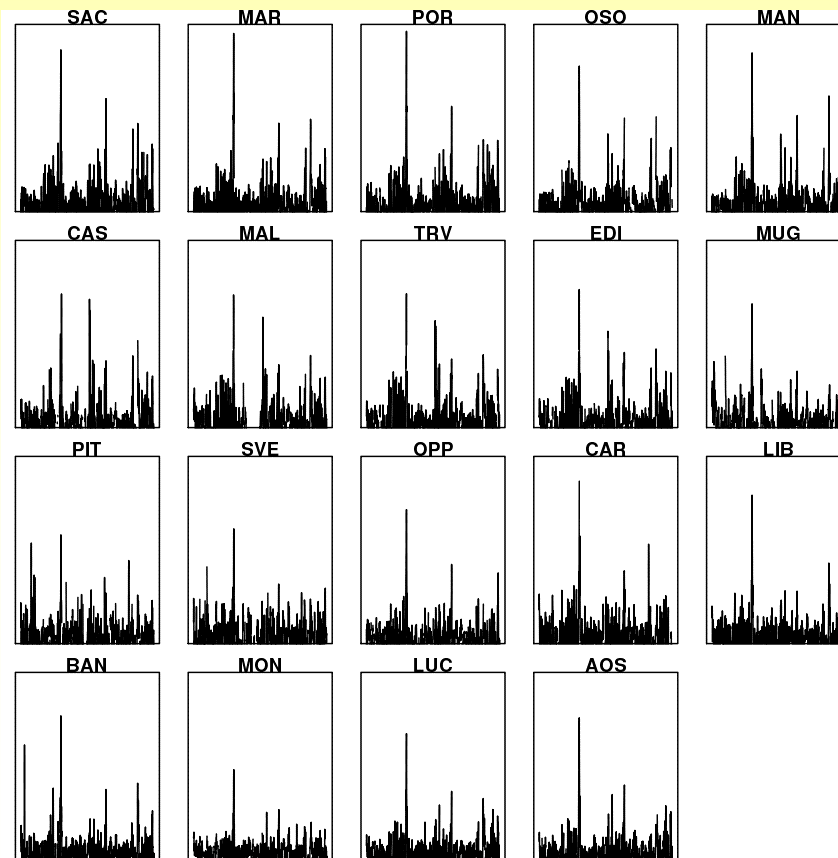 SAC MAR POR OSO MAN
CAS MAL TRV EDI MUG
PIT SVE OPP CAR LIB
BAN MON LUC AOS